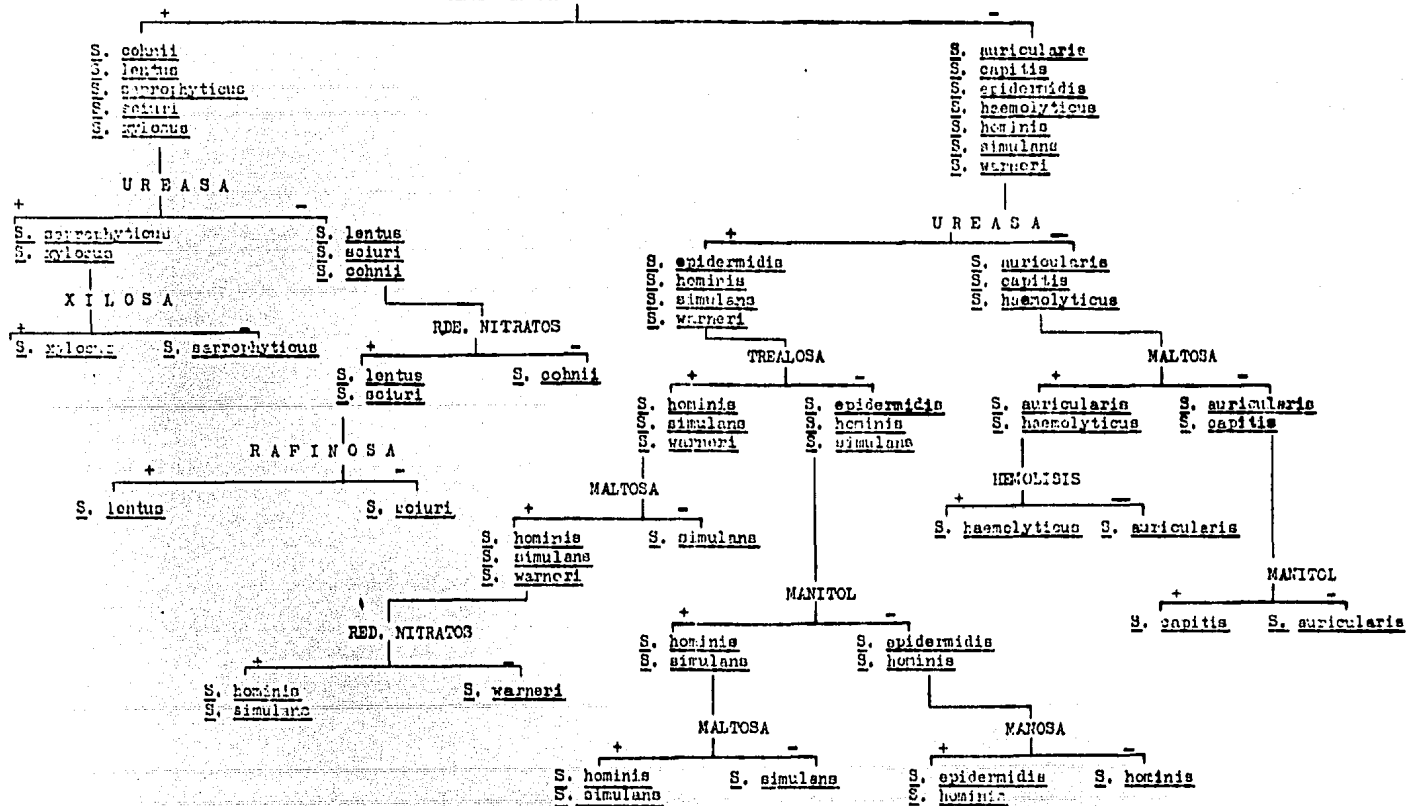 + -
S. cohnii
S. lentus
S. saprophyticus
S. sciuri
S. xylosus
S. auricularis
S. capitis
S. epidermidis
S. haemolyticus
S. hominis
S. simulans
S. warneri
UREASA
+ -
S. saprophyticus
S. xylosus
S. lentus
S. sciuri
S. cohnii
XILOSA
+ -
S. xylosus S. saprophyticus
RDE. NITRATOS
+ -
S. lentus S. cohnii
S. sciuri
RAFINOSA
+ -
S. lentus S. sciuri
UREASA
+ -
S. epidermidis
S. hominis
S. simulans
S. warneri
S. auricularis
S. capitis
S. haemolyticus
TREALOSA
+ -
S. hominis
S. simulans
S. warneri
S. epidermidis
S. hominis
S. simulans
MALTOSA
+ -
S. hominis S. simulans
S. simulans
S. warneri
RED. NITRATOS
+ -
S. hominis S. warneri
S. simulans
MANITOL
+ -
S. hominis
S. simulans
S. epidermidis
S. hominis
MALTOSA
+ -
S. hominis S. simulans
S. simulans
MANOSA
+ -
S. epidermidis S. hominis
S. hominis
MALTOSA
+ -
S. auricularis
S. haemolyticus
S. auricularis
S. capitis
HEMOLISIS
+ -
S. haemolyticus S. auricularis
MANITOL
+ -
S. capitis S. auricularis